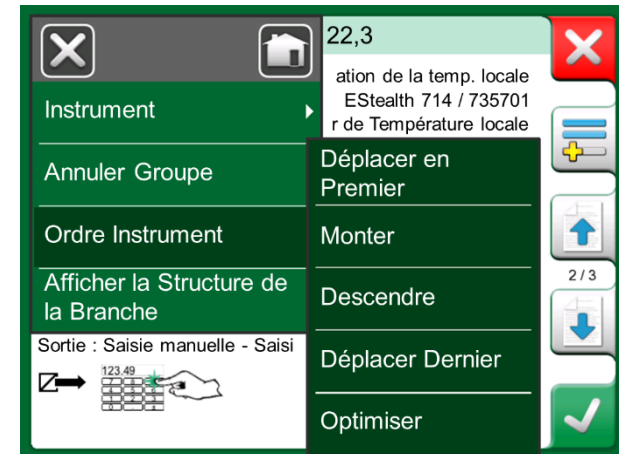 22,3
ation de la temp. locale
EStealth 714 / 735701
r de Température locale
Instrument
Annuler Groupe
Ordre Instrument
Afficher la Structure de
la Branche
Déplacer en
Premier
Monter
Descendre
Déplacer Dernier
Optimiser
2 / 3
Sortie : Saisie manuelle - Saisi
123.49